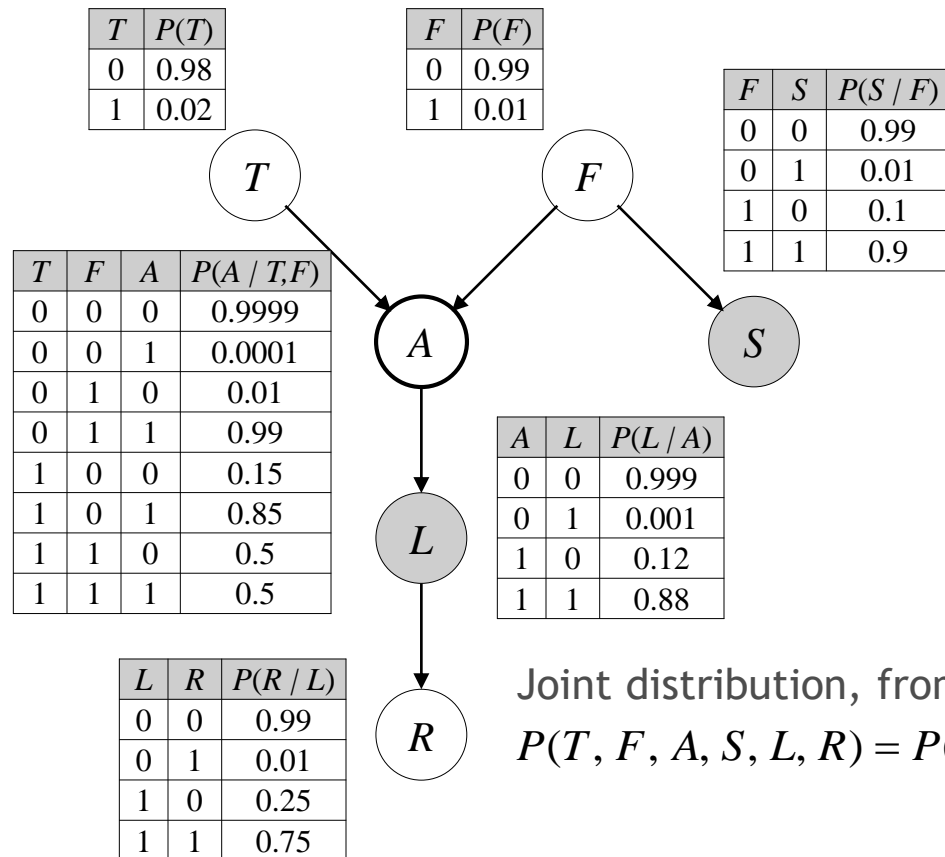 T P(T)
0 0.98
1 0.02
F P(F)
0 0.99
1 0.01
F S P(S / F)
0 0 0.99
0 1 0.01
1 0 0.1
1 1 0.9
T
F
T F A P(A / T,F)
0 0 0 0.9999
0 0 1 0.0001
0 1 0 0.01
0 1 1 0.99
1 0 0 0.15
1 0 1 0.85
1 1 0 0.5
1 1 1 0.5
A
S
A L P(L / A)
0 0 0.999
0 1 0.001
1 0 0.12
1 1 0.88
L
L R P(R / L)
0 0 0.99
0 1 0.01
1 0 0.25
1 1 0.75
R
Joint distribution,
P(T, F, A, S, L, R) = P